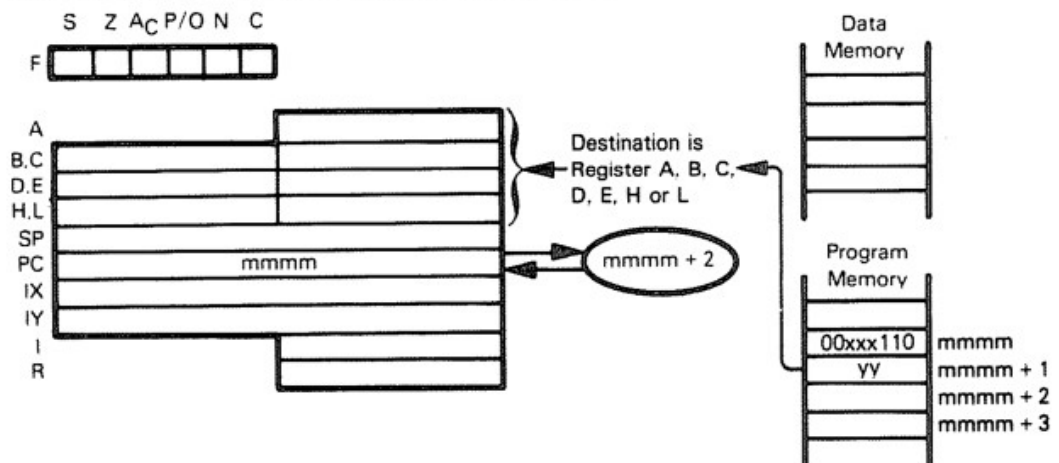 S Z AC P/O N C
F
A
B,C
D,E
H,L
SP
PC
IX
IY
I
R
mmmm
Destination is
Register A, B, C,
D, E, H or L
mmmm + 2
Data
Memory
Program
Memory
00xxx110 mmmm
yy mmmm + 1
mmmm + 2
mmmm + 3